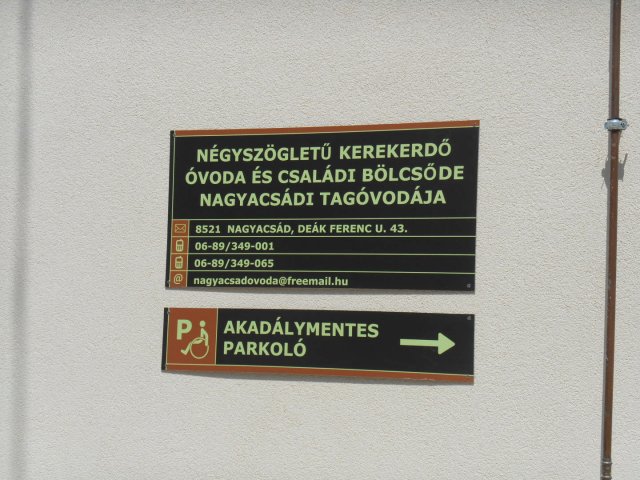 NÉGYSZÖGLETŰ KEREKERDŐ
ÓVODA ÉS CSALÁDI BÖLCSŐDE
NAGYACSÁDI TAGÓVODÁJA
8521 NAGYACSÁD, DEÁK FERENC U. 43.
06-89/349-001
06-89/349-065
@ nagyacsadovoda@freemail.hu
P AKADÁLYMENTES
PARKOLÓ